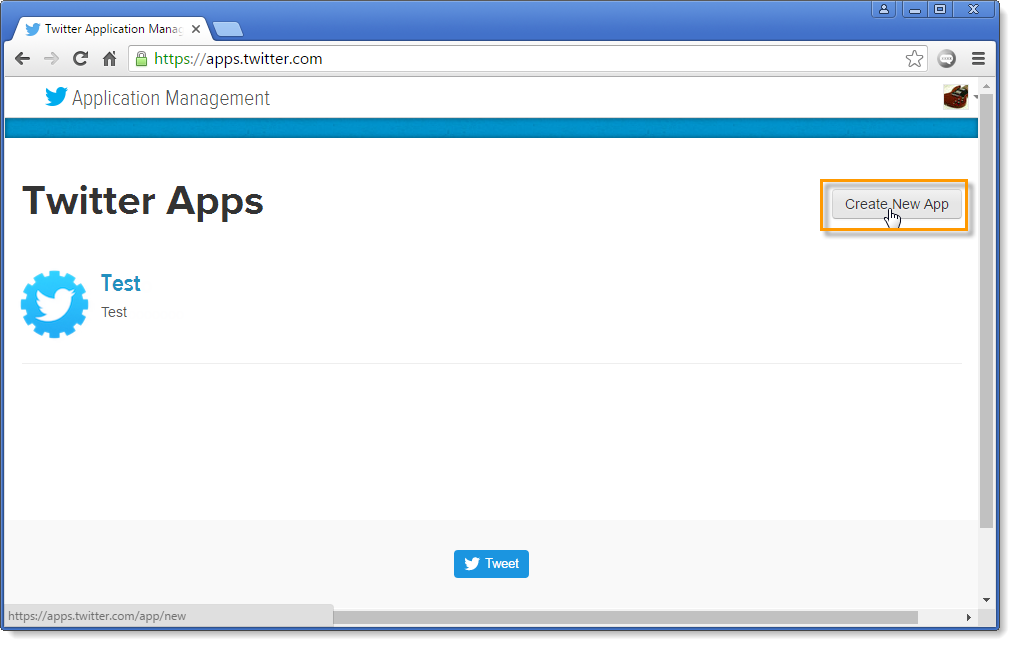 Twitter Application Manag
https://apps.twitter.com
Application Management
Twitter Apps
Create New App
Test
Test
Tweet
https://apps.twitter.com/app/new